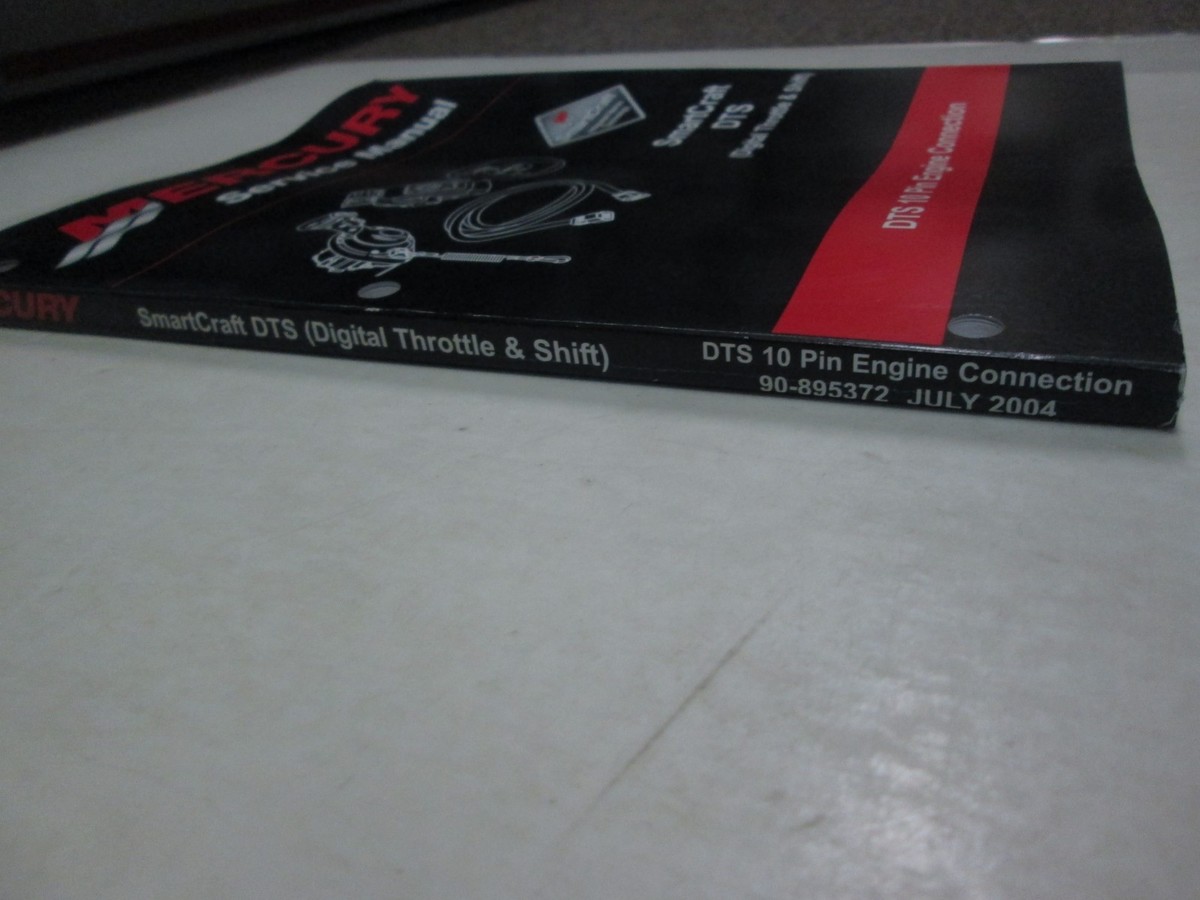 MERCURY
Service Manual
SmartCraft
DTS
Digital Throttle & Shift
DTS 10 Pin Engine Connection
CURY
SmartCraft DTS (Digital Throttle & Shift)
DTS 10 Pin Engine Connection
90-895372 JULY 2004